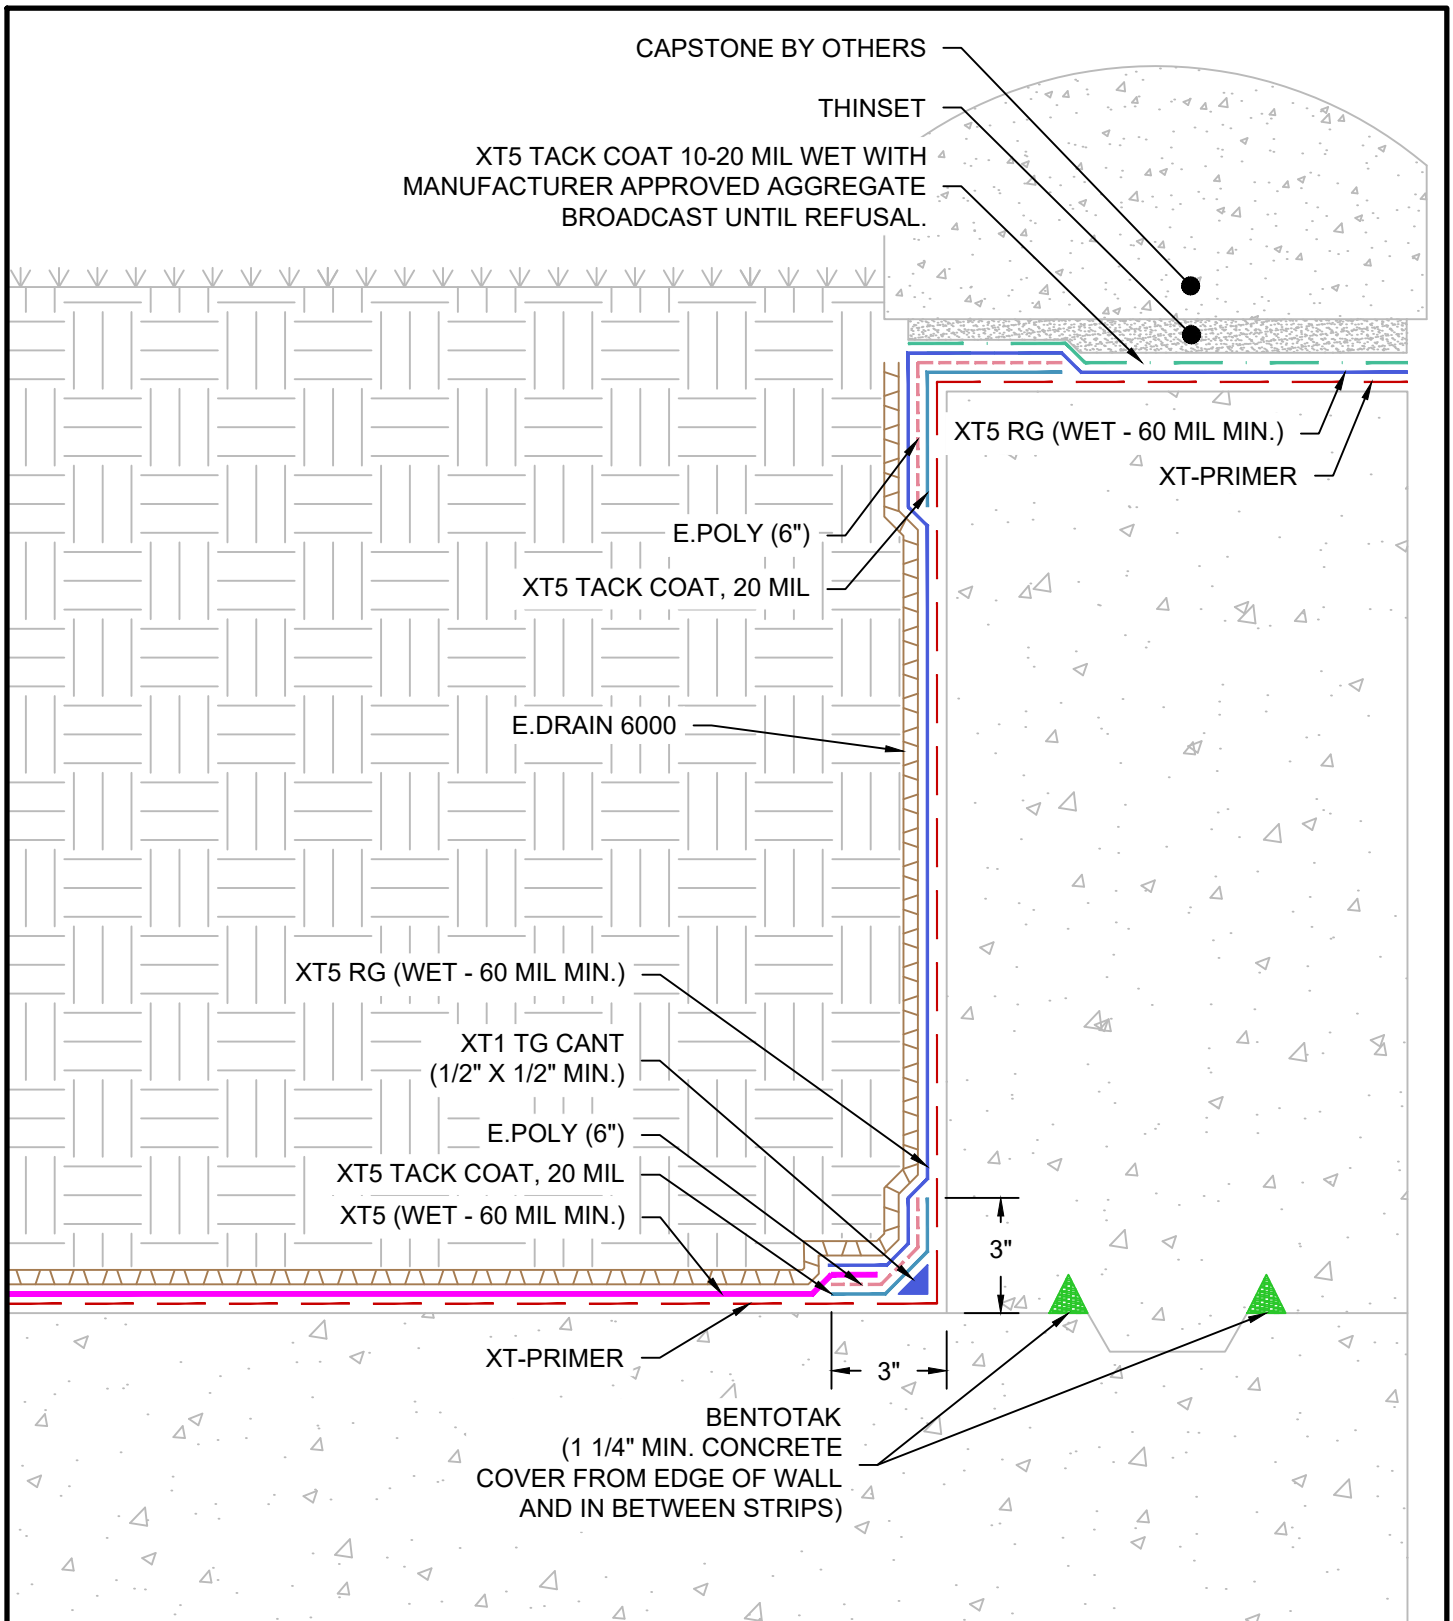 CAPSTONE BY OTHERS
THINSET
XT5 TACK COAT 10-20 MIL WET WITH
MANUFACTURER APPROVED AGGREGATE
BROADCAST UNTIL REFUSAL.
XT5 RG (WET - 60 MIL MIN.)
XT-PRIMER
E.POLY (6")
XT5 TACK COAT, 20 MIL
E.DRAIN 6000
XT5 RG (WET - 60 MIL MIN.)
XT1 TG CANT
(1/2" X 1/2" MIN.)
E.POLY (6")
XT5 TACK COAT, 20 MIL
XT5 (WET - 60 MIL MIN.)
3"
XT-PRIMER
3"
BENTOTAK
(1 1/4" MIN. CONCRETE
COVER FROM EDGE OF WALL
AND IN BETWEEN STRIPS)